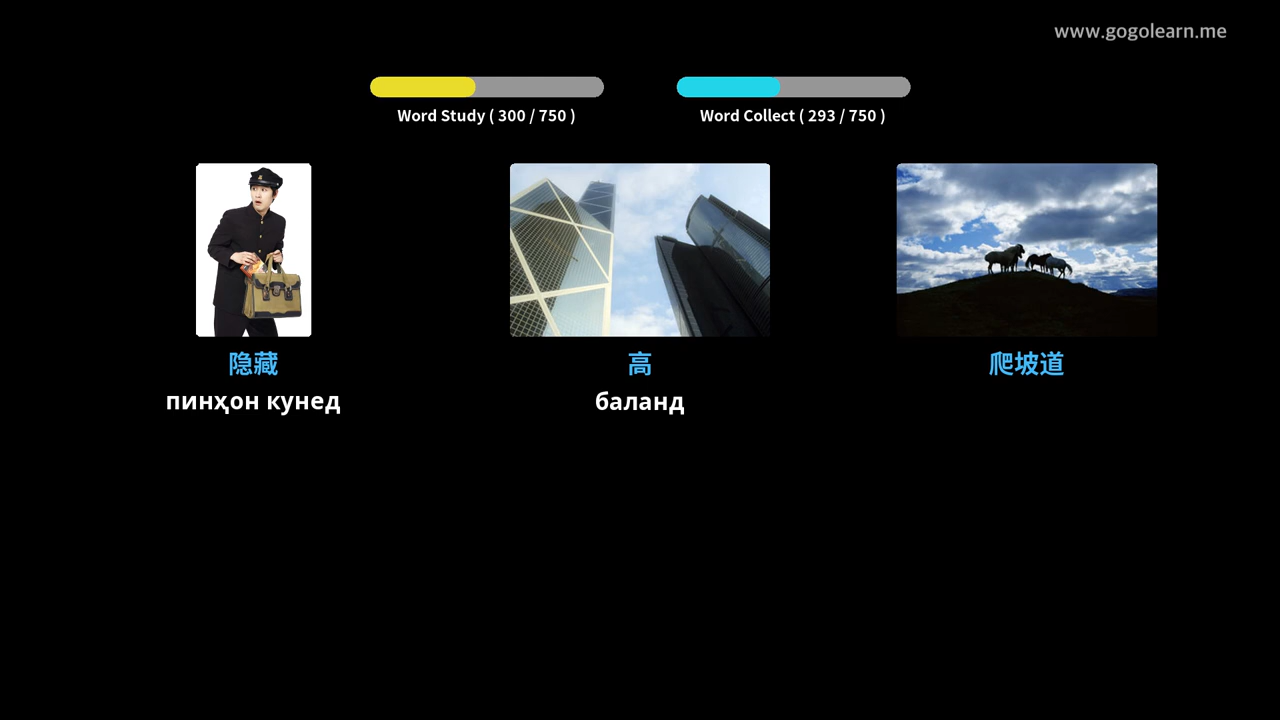 www.gogolearn.me
Word Study ( 300 / 750 )
Word Collect ( 293 / 750 )
隐藏
高
爬坡道
пинҳон кунед
баланд